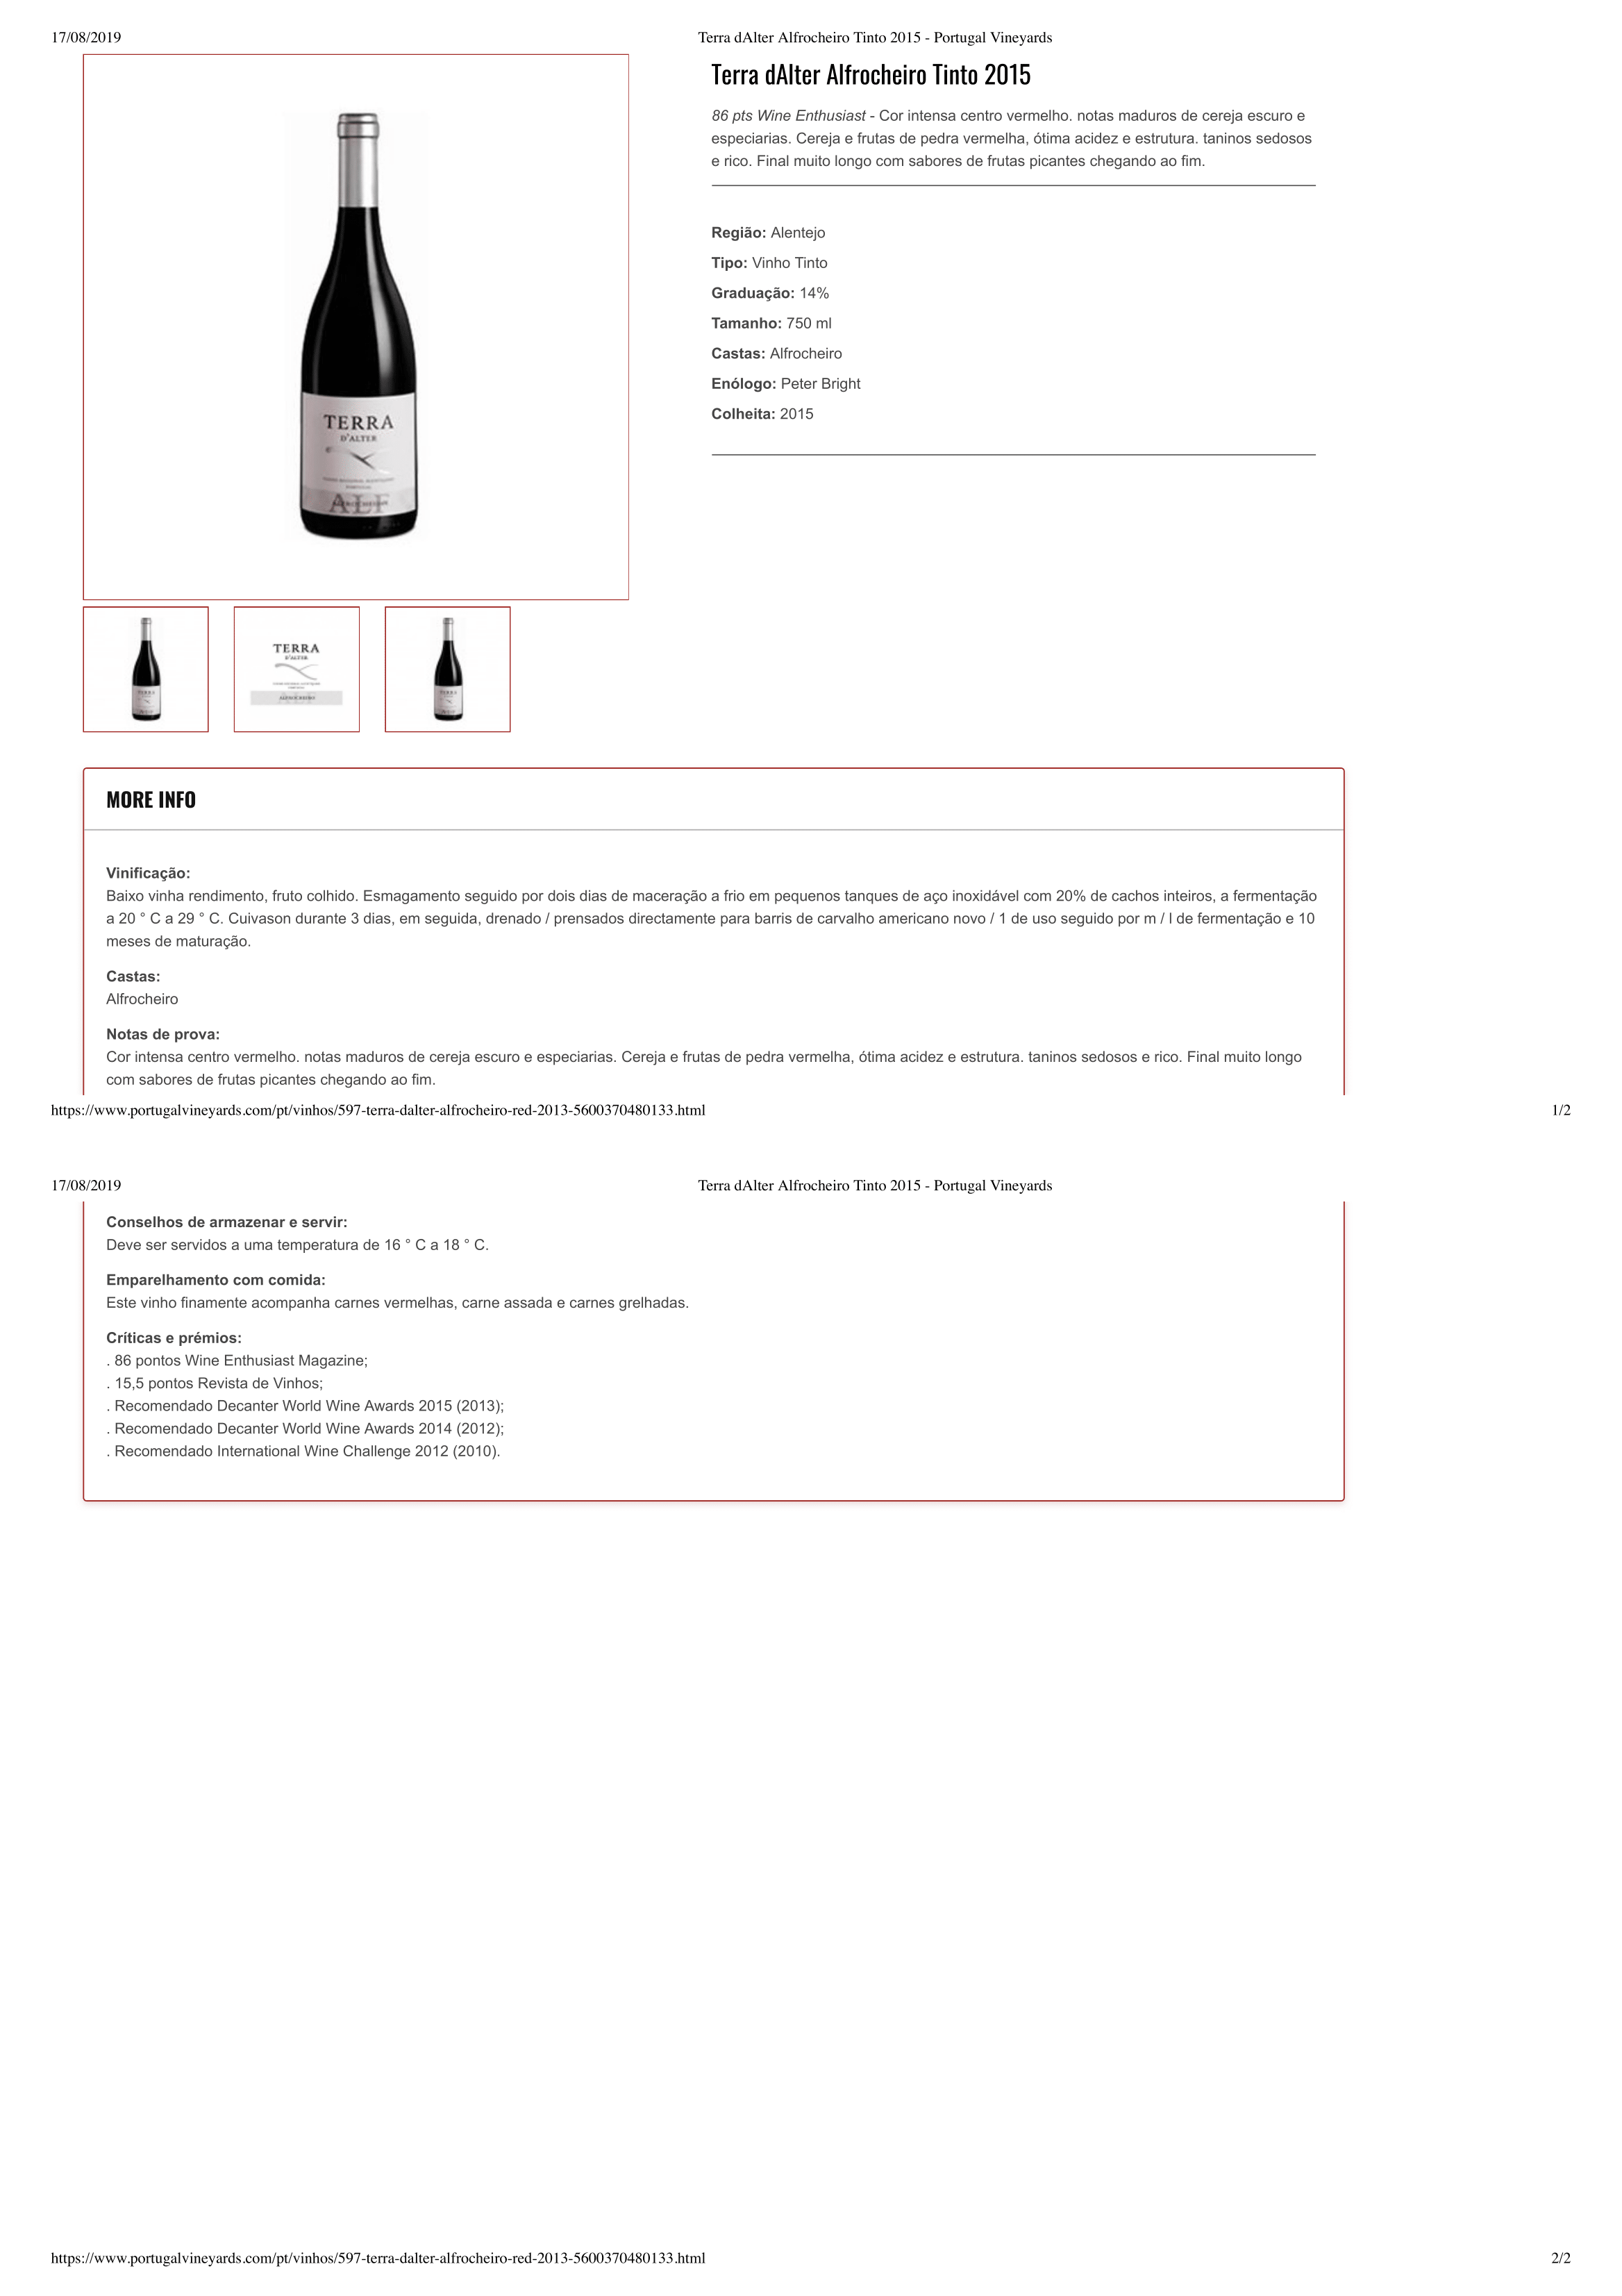 17/08/2019
Terra dAlter Alfrocheiro Tinto 2015 - Portugal Vineyards
TERRA
D'ALTER
ALF
TERRA
D'ALTER
ALFROCHEIRO
Terra dAlter Alfrocheiro Tinto 2015
86 pts Wine Enthusiast - Cor intensa centro vermelho. notas maduros de cereja escuro e
especiarias. Cereja e frutas de pedra vermelha, ótima acidez e estrutura. taninos sedosos
e rico. Final muito longo com sabores de frutas picantes chegando ao fim.
Região: Alentejo
Tipo: Vinho Tinto
Graduação: 14%
Tamanho: 750 ml
Castas: Alfrocheiro
Enólogo: Peter Bright
Colheita: 2015
MORE INFO
Vinificação:
Baixo vinha rendimento, fruto colhido. Esmagamento seguido por dois dias de maceração a frio em pequenos tanques de aço inoxidável com 20% de cachos inteiros, a fermentação
a 20 ° C a 29 ° C. Cuivason durante 3 dias, em seguida, drenado / prensados directamente para barris de carvalho americano novo / 1 de uso seguido por m / l de fermentação e 10
meses de maturação.
Castas:
Alfrocheiro
Notas de prova:
Cor intensa centro vermelho. notas maduros de cereja escuro e especiarias. Cereja e frutas de pedra vermelha, ótima acidez e estrutura. taninos sedosos e rico. Final muito longo
com sabores de frutas picantes chegando ao fim.
https://www.portugalvineyards.com/pt/vinhos/597-terra-dalter-alfrocheiro-red-2013-5600370480133.html
1/2
17/08/2019
Terra dAlter Alfrocheiro Tinto 2015 - Portugal Vineyards
Conselhos de armazenar e servir:
Deve ser servidos a uma temperatura de 16 ° C a 18 ° C.
Emparelhamento com comida:
Este vinho finamente acompanha carnes vermelhas, carne assada e carnes grelhadas.
Críticas e prémios:
. 86 pontos Wine Enthusiast Magazine;
. 15,5 pontos Revista de Vinhos;
. Recomendado Decanter World Wine Awards 2015 (2013);
. Recomendado Decanter World Wine Awards 2014 (2012);
. Recomendado International Wine Challenge 2012 (2010).
https://www.portugalvineyards.com/pt/vinhos/597-terra-dalter-alfrocheiro-red-2013-5600370480133.html
2/2